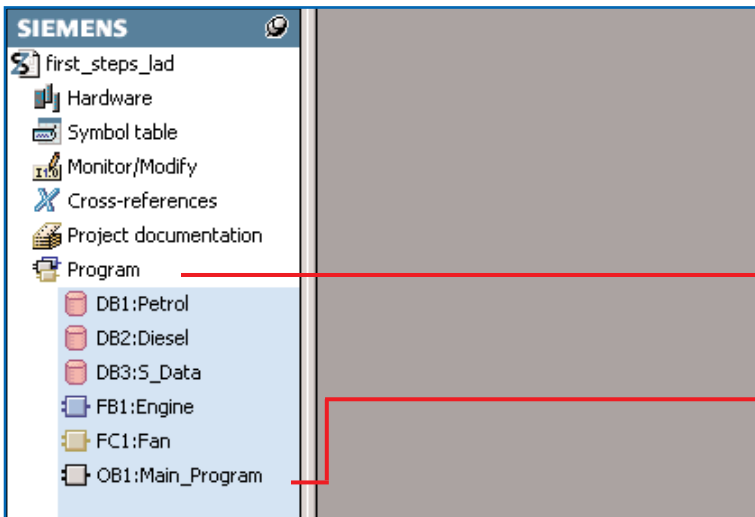 SIEMENS
first_steps_lad
Hardware
Symbol table
Monitor/Modify
Cross-references
Project documentation
Program
DB1:Petrol
DB2:Diesel
DB3:S_Data
FB1:Engine
FC1:Fan
OB1:Main_Program